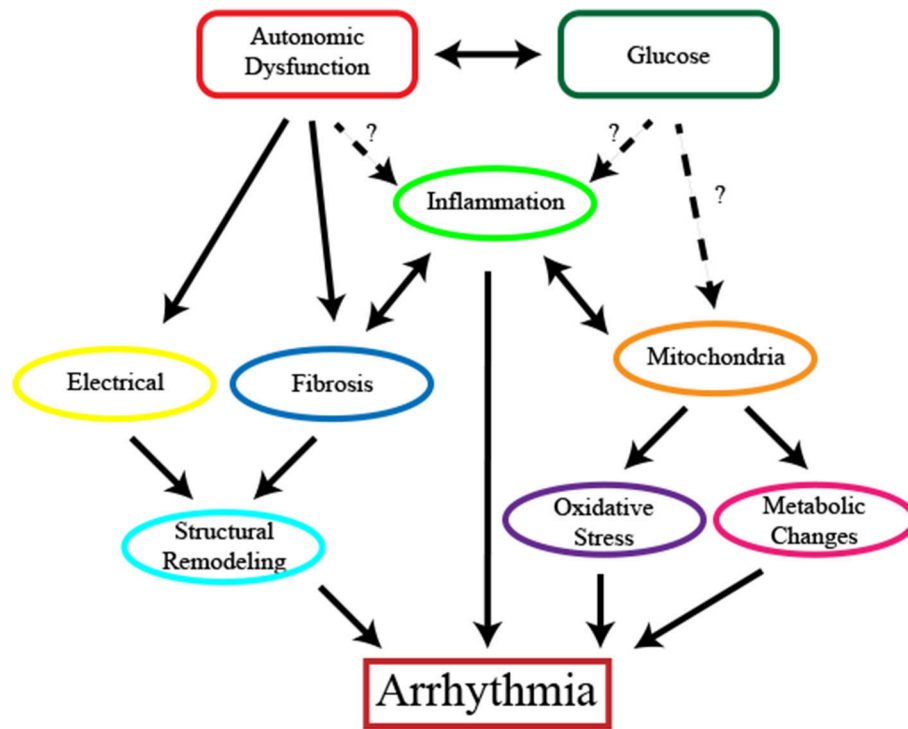 Autonomic
Dysfunction
Glucose
?
?
Inflammation
?
Electrical
Fibrosis
Mitochondria
Structural
Remodeling
Oxidative
Stress
Metabolic
Changes
Arrhythmia